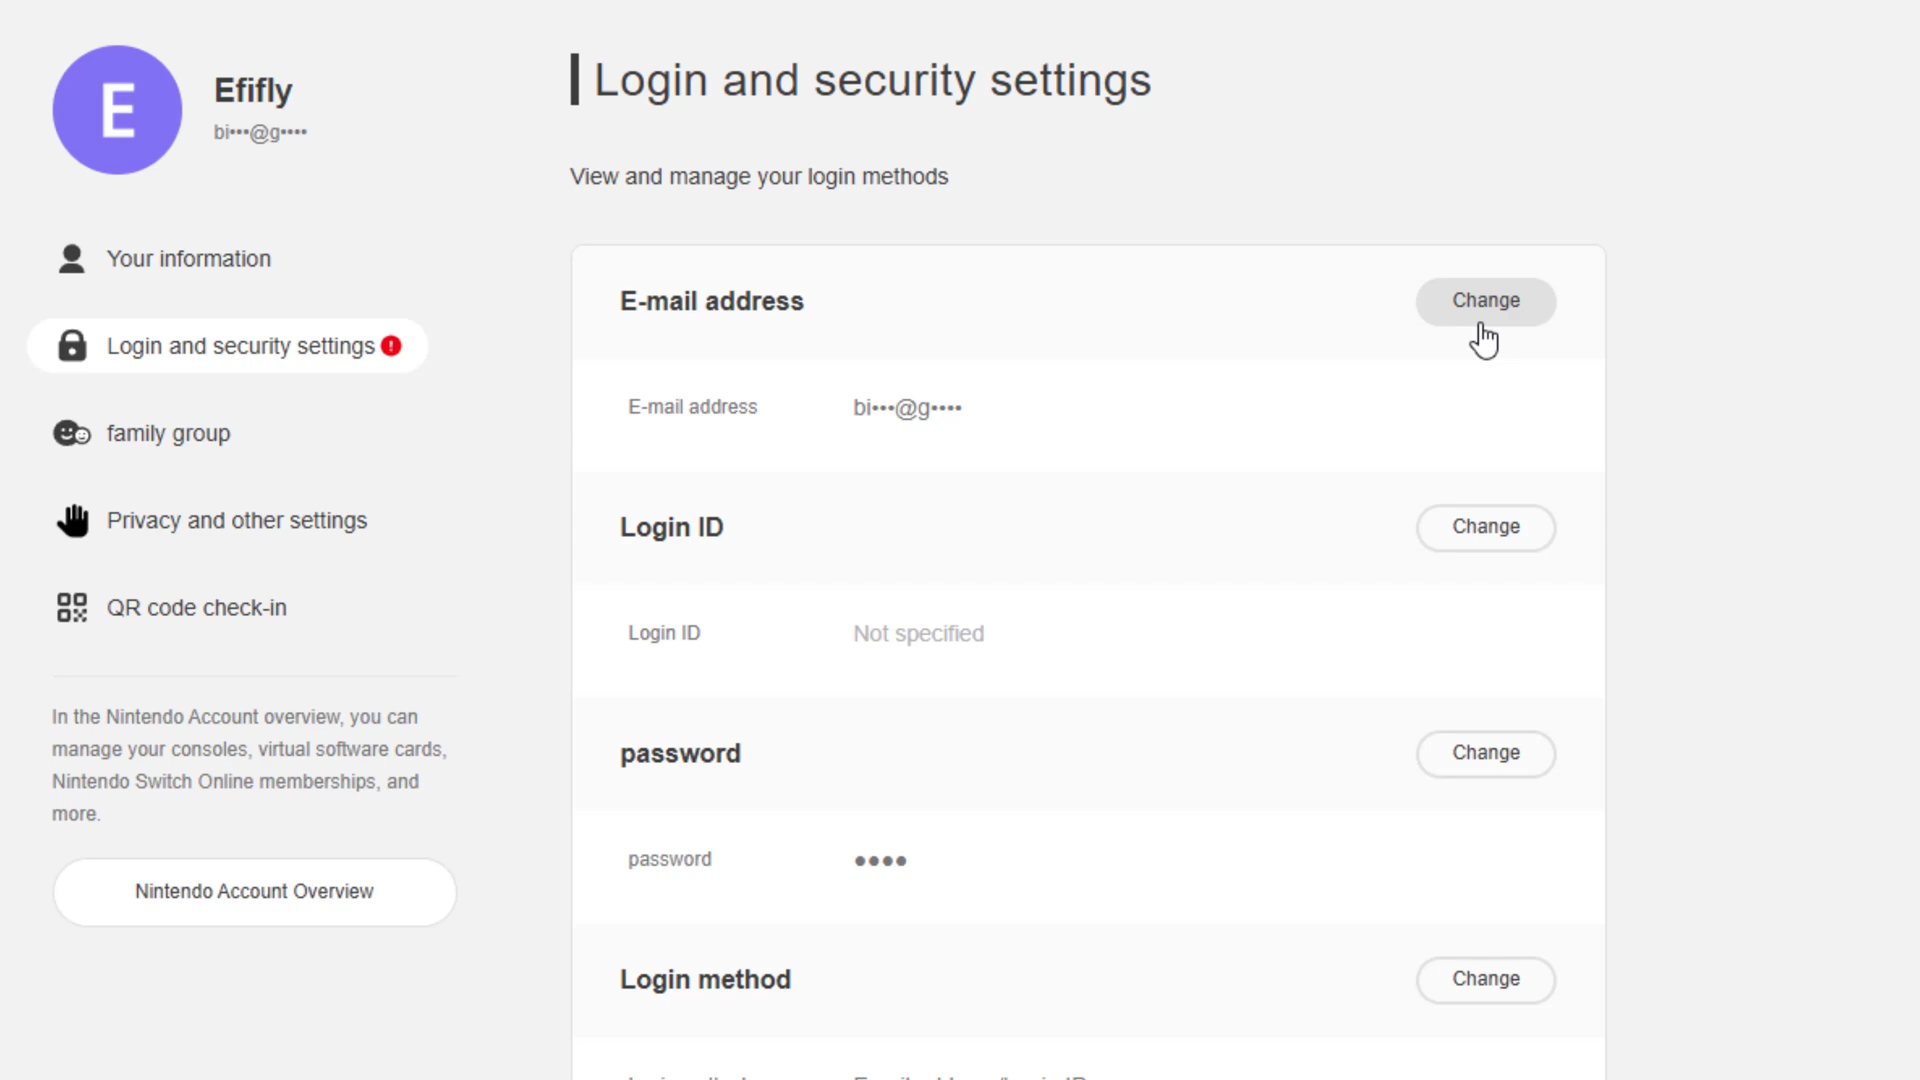 E
Efifly
bi•••@g••••
Your information
Login and security settings
family group
Privacy and other settings
QR code check-in
In the Nintendo Account overview, you can
manage your consoles, virtual software cards,
Nintendo Switch Online memberships, and
more.
Nintendo Account Overview
Login and security settings
View and manage your login methods
E-mail address
Change
E-mail address bi•••@g••••
Login ID
Change
Login ID Not specified
password
Change
password ●●●●
Login method
Change